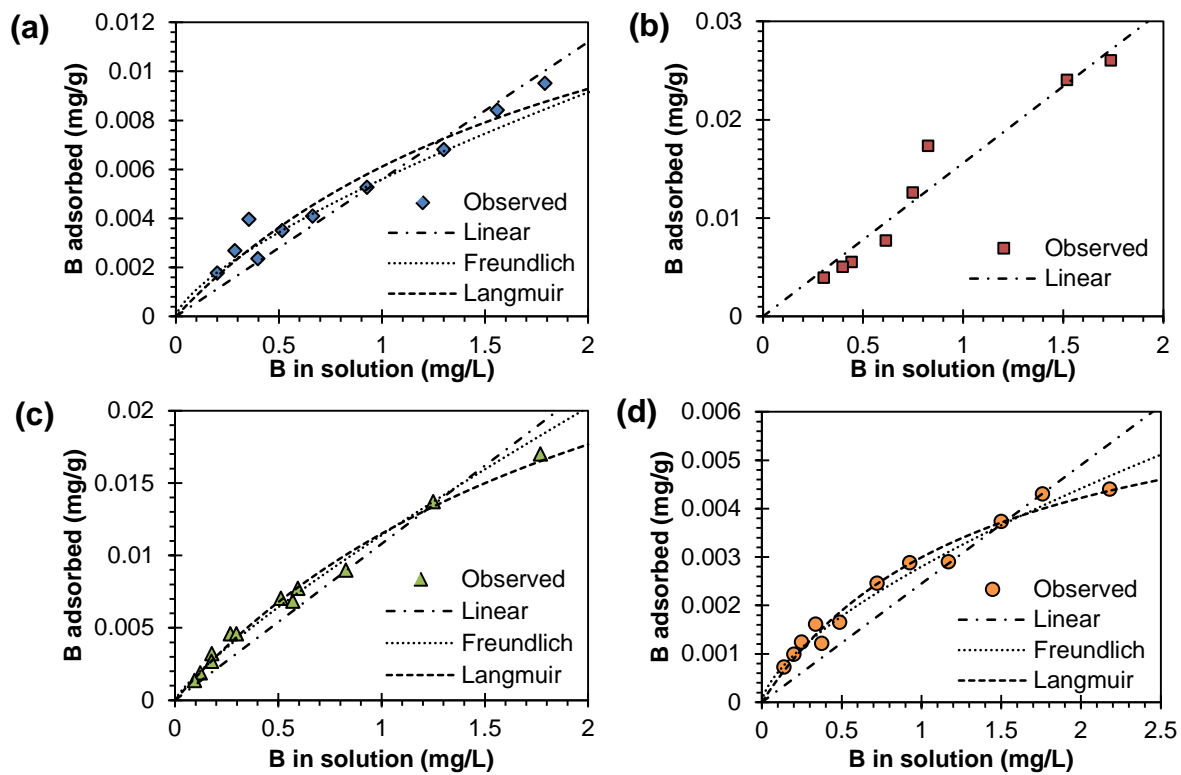 (a)
B adsorbed (mg/g)
0.012
0.01
0.008
0.006
0.004
0.002
0
Observed
Linear
Freundlich
Langmuir
0 0.5 1 1.5 2
B in solution (mg/L)
(b)
B adsorbed (mg/g)
0.03
0.02
0.01
0
Observed
Linear
0 0.5 1 1.5 2
B in solution (mg/L)
(c)
B adsorbed (mg/g)
0.02
0.015
0.01
0.005
0
Observed
Linear
Freundlich
Langmuir
0 0.5 1 1.5 2
B in solution (mg/L)
(d)
B adsorbed (mg/g)
0.006
0.005
0.004
0.003
0.002
0.001
0.000
Observed
Linear
Freundlich
Langmuir
0 0.5 1 1.5 2 2.5
B in solution (mg/L)